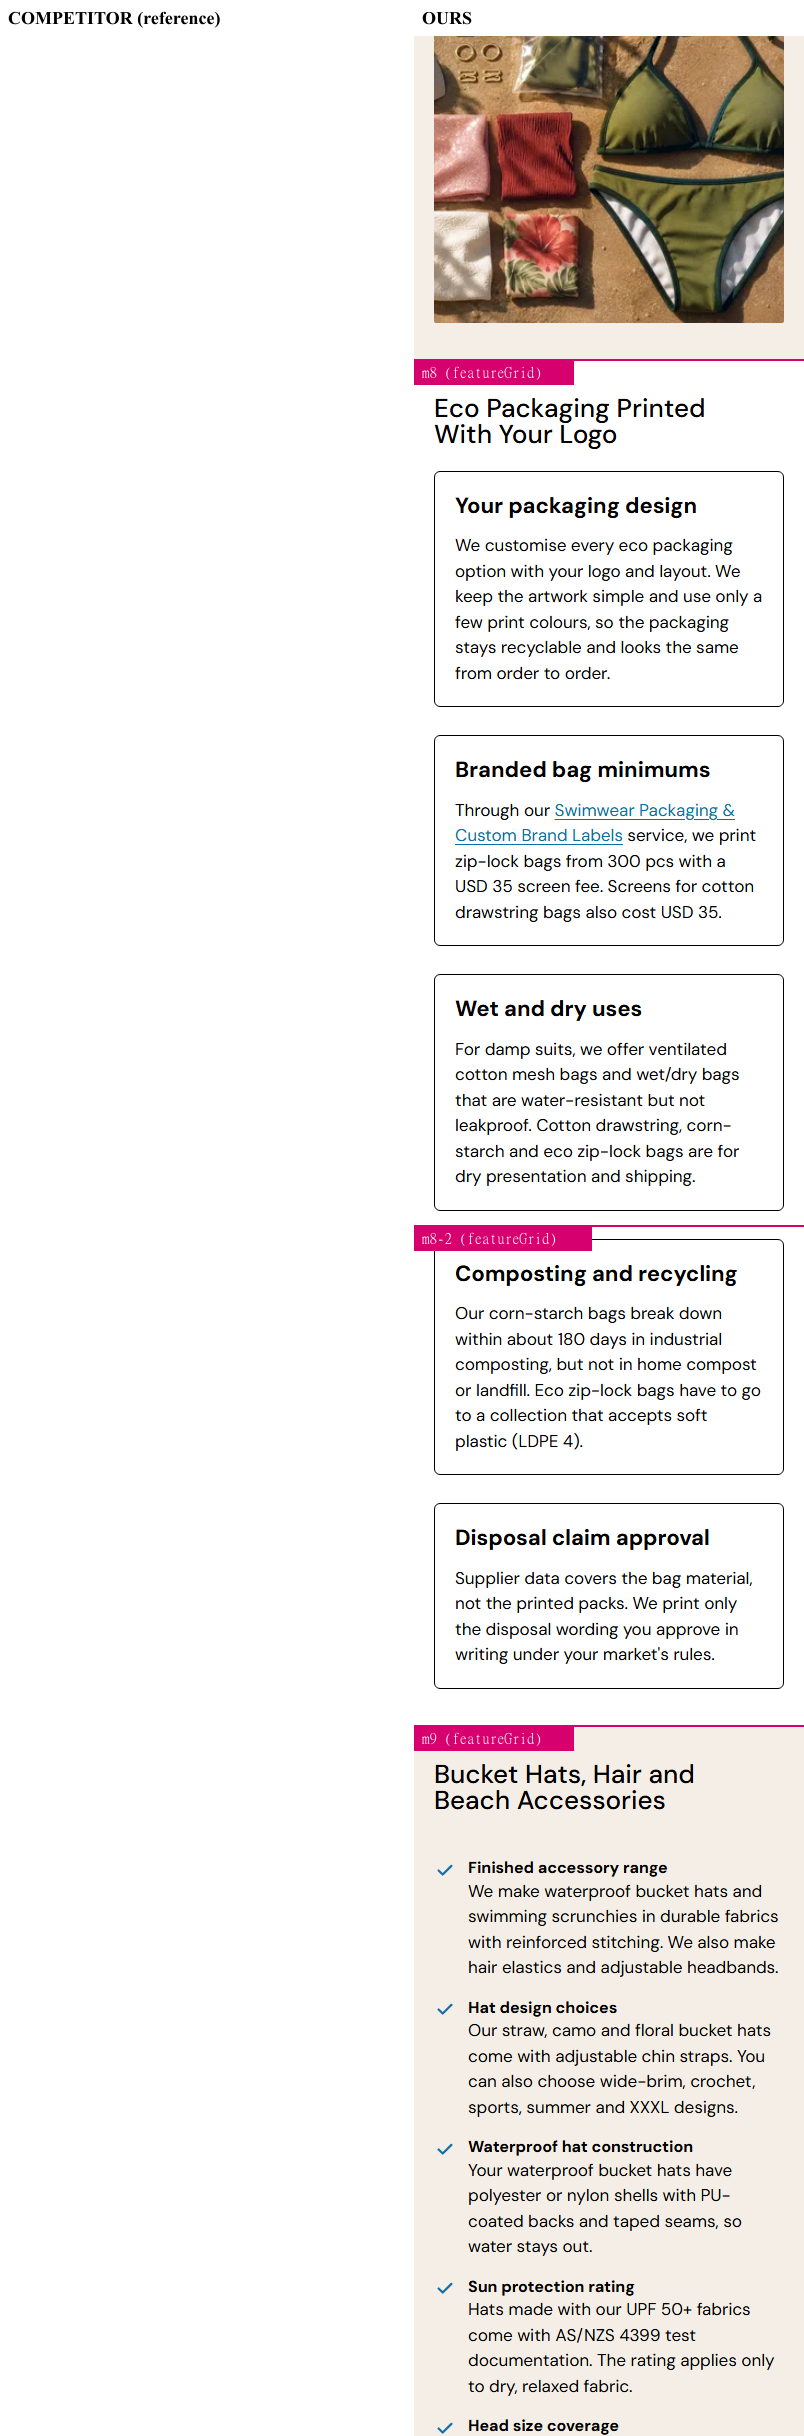 COMPETITOR (reference)
OURS
m8 (featureGrid)
Eco Packaging Printed
With Your Logo
Your packaging design
We customise every eco packaging
option with your logo and layout. We
keep the artwork simple and use only a
few print colours, so the packaging
stays recyclable and looks the same
from order to order.
Branded bag minimums
Through our Swimwear Packaging &
Custom Brand Labels service, we print
zip-lock bags from 300 pcs with a
USD 35 screen fee. Screens for cotton
drawstring bags also cost USD 35.
Wet and dry uses
For damp suits, we offer ventilated
cotton mesh bags and wet/dry bags
that are water-resistant but not
leakproof. Cotton drawstring, corn-
starch and eco zip-lock bags are for
dry presentation and shipping.
m8-2 (featureGrid)
Composting and recycling
Our corn-starch bags break down
within about 180 days in industrial
composting, but not in home compost
or landfill. Eco zip-lock bags have to go
to a collection that accepts soft
plastic (LDPE 4).
Disposal claim approval
Supplier data covers the bag material,
not the printed packs. We print only
the disposal wording you approve in
writing under your market's rules.
m9 (featureGrid)
Bucket Hats, Hair and
Beach Accessories
Finished accessory range
We make waterproof bucket hats and
swimming scrunchies in durable fabrics
with reinforced stitching. We also make
hair elastics and adjustable headbands.
Hat design choices
Our straw, camo and floral bucket hats
come with adjustable chin straps. You
can also choose wide-brim, crochet,
sports, summer and XXXL designs.
Waterproof hat construction
Your waterproof bucket hats have
polyester or nylon shells with PU-
coated backs and taped seams, so
water stays out.
Sun protection rating
Hats made with our UPF 50+ fabrics
come with AS/NZS 4399 test
documentation. The rating applies only
to dry, relaxed fabric.
Head size coverage